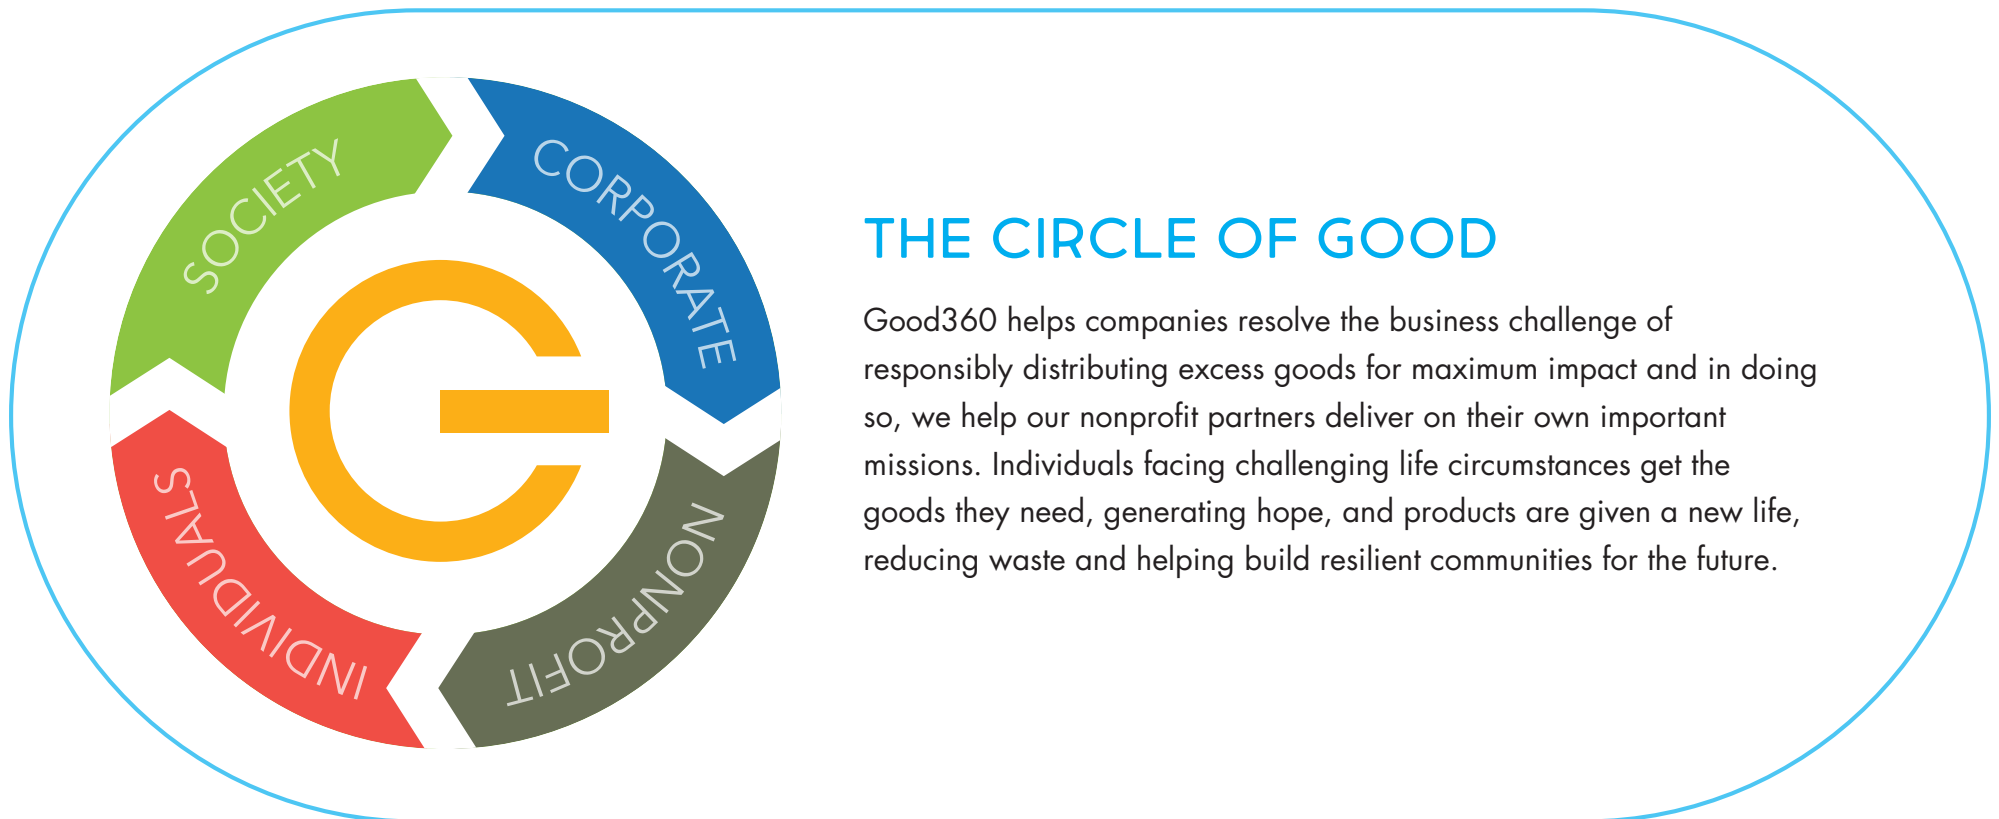 SOCIETY
CORPORATE
NONPROFIT
INDIVIDUALS
THE CIRCLE OF GOOD
Good360 helps companies resolve the business challenge of
responsibly distributing excess goods for maximum impact and in doing
so, we help our nonprofit partners deliver on their own important
missions. Individuals facing challenging life circumstances get the
goods they need, generating hope, and products are given a new life,
reducing waste and helping build resilient communities for the future.